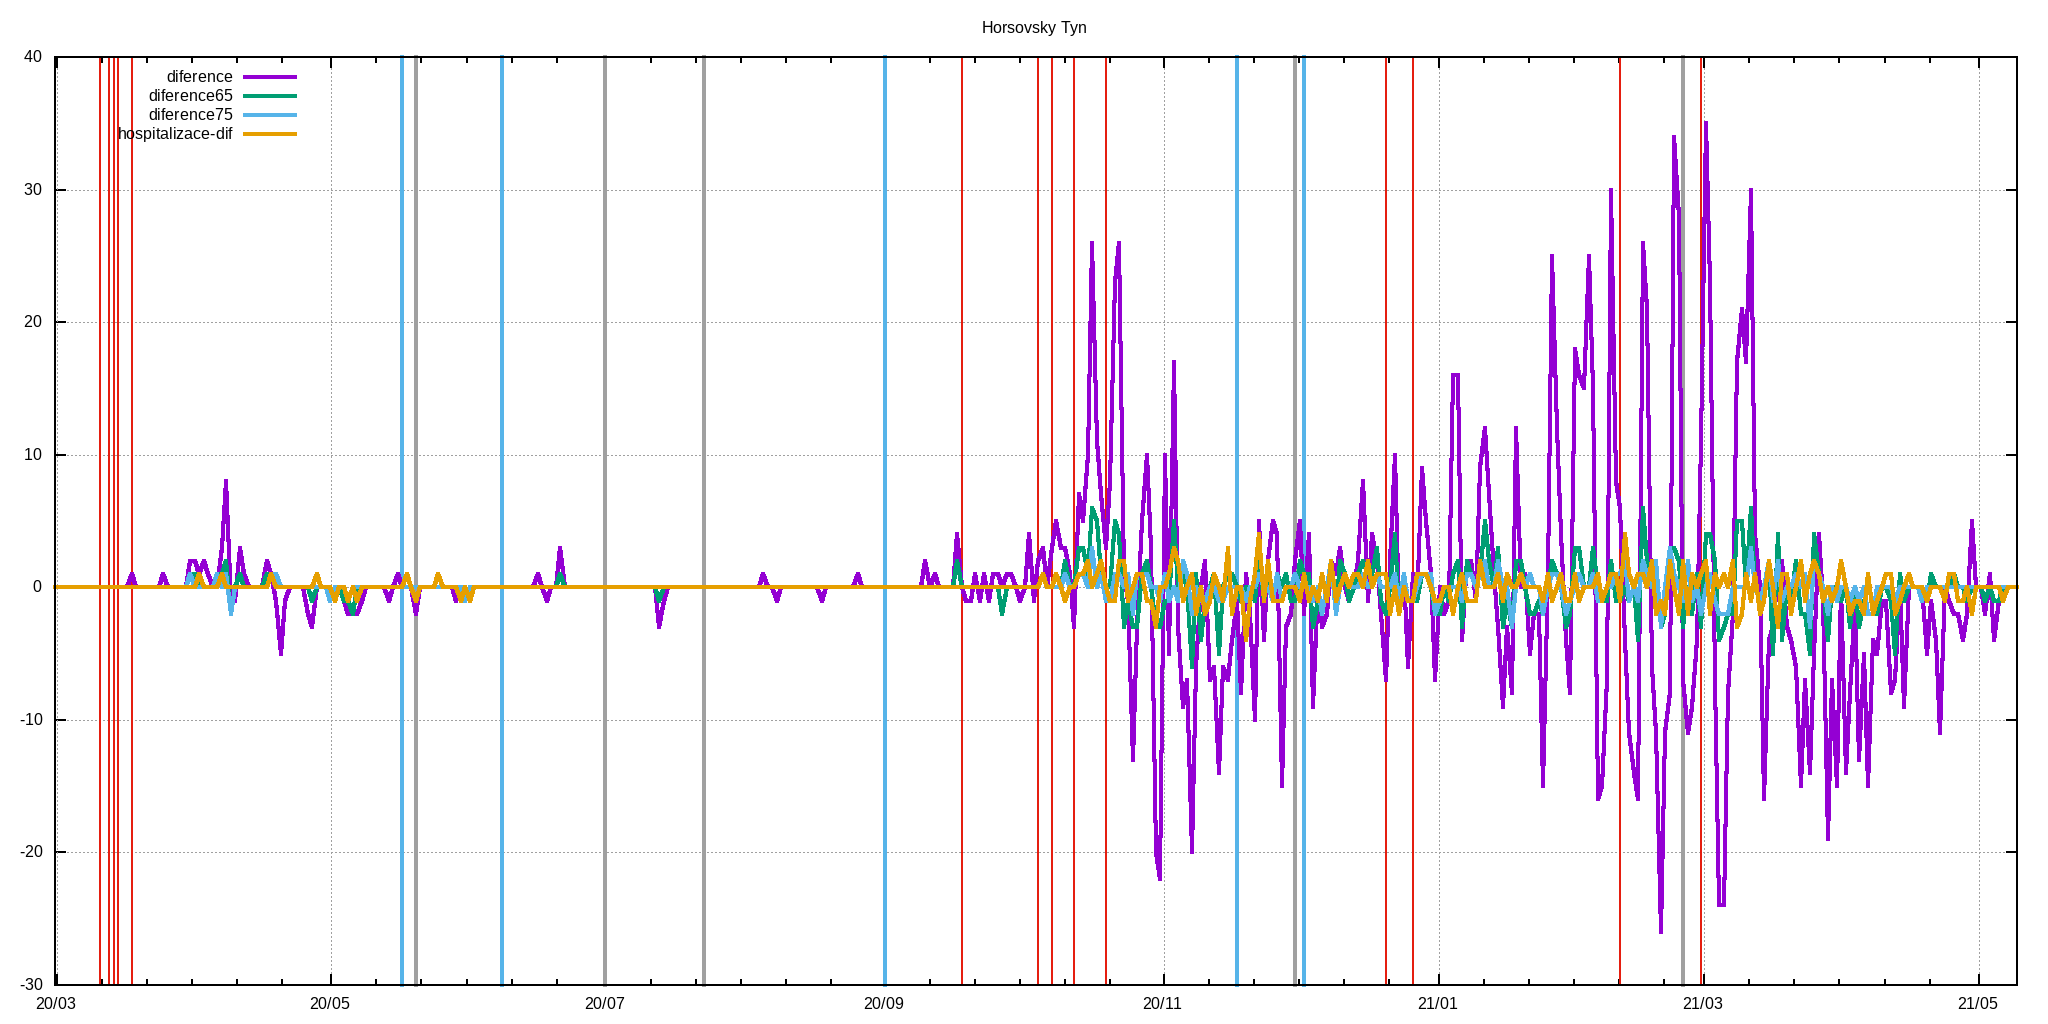 Horsovsky Tyn
40
diference
diference65
diference75
hospitalizace-dif
30
20
10
0
-10
-20
-30
20/03 20/05 20/07 20/09 20/11 21/01 21/03 21/05